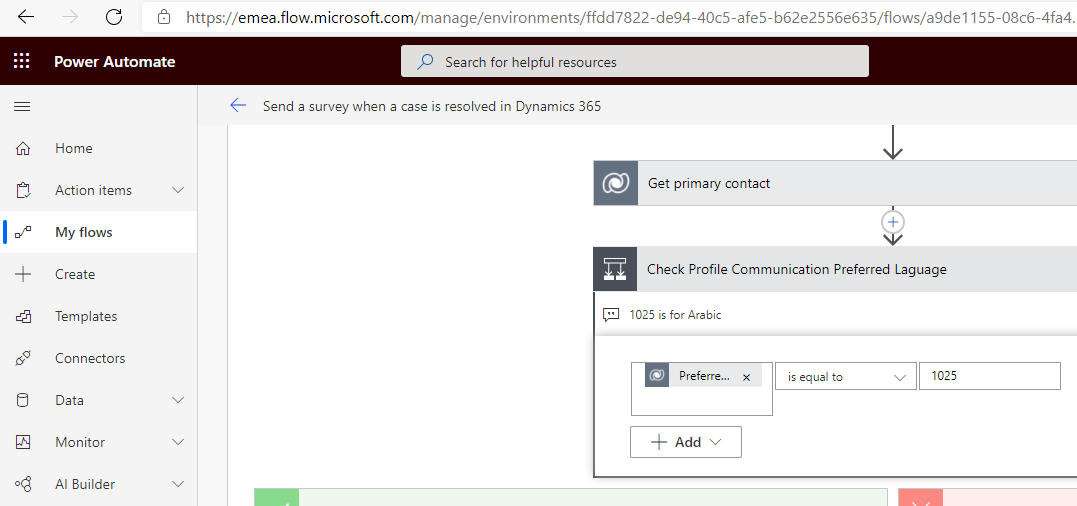 https://emea.flow.microsoft.com/manage/environments/ffdd7822-de94-40c5-afe5-b62e2556e635/flows/a9de1155-08c6-4fa4.
Power Automate
Search for helpful resources
Send a survey when a case is resolved in Dynamics 365
Home
Action items
My flows
Create
Templates
Connectors
Data
Monitor
AI Builder
Get primary contact
Check Profile Communication Preferred Laguage
1025 is for Arabic
Preferre... × is equal to 1025
+ Add